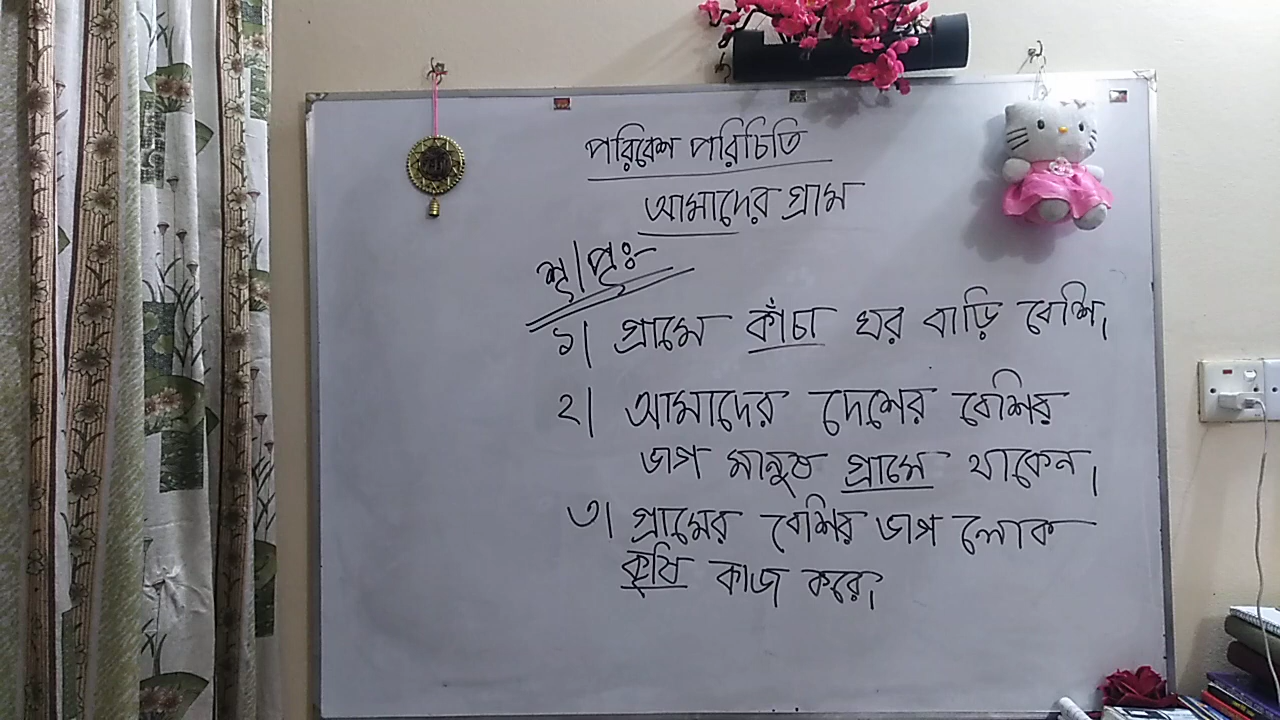 পরিবেশ পরিচিতি
আমাদের গ্রাম
শূ/পূঃ-
১| গ্রামে কাঁচা ঘর বাড়ি বেশি।
২| আমাদের দেশের বেশির
ভাগ মানুষ গ্রামে থাকেন।
৩| গ্রামের বেশির ভাগ লোক
কৃষি কাজ করে।